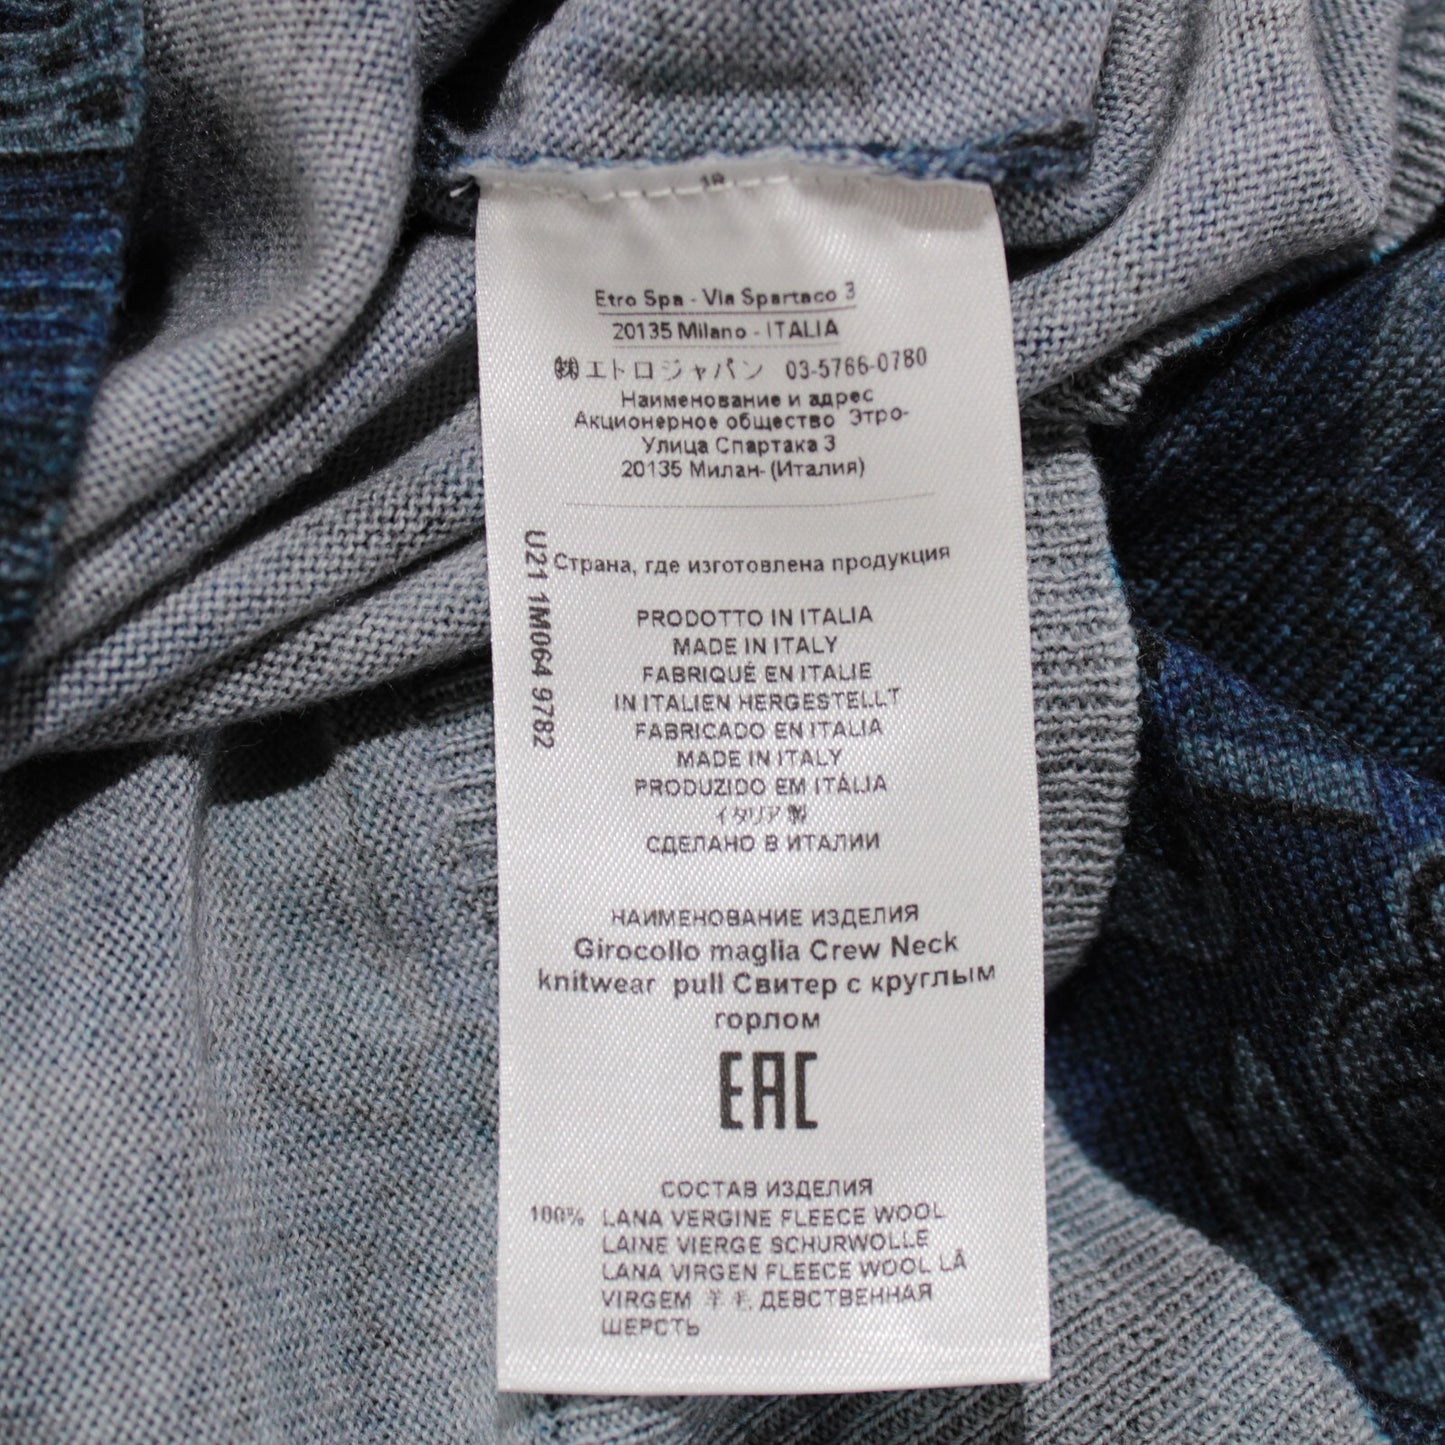 18
Etro Spa - Via Spartaco 3
20135 Milano - ITALIA
㈱エトロジャパン 03-5766-0780
Наименование и адрес
Акционерное общество Этро-
Улица Спартака 3
20135 Милан- (Италия)
U21 1M064 9782
Страна, где изготовлена продукция
PRODOTTO IN ITALIA
MADE IN ITALY
FABRIQUÉ EN ITALIE
IN ITALIEN HERGESTELLT
FABRICADO EN ITALIA
MADE IN ITALY
PRODUZIDO EM ITÁLIA
イタリア製
СДЕЛАНО В ИТАЛИИ
НАИМЕНОВАНИЕ ИЗДЕЛИЯ
Girocollo maglia Crew Neck
knitwear pull Свитер с круглым
горлом
EAC
СОСТАВ ИЗДЕЛИЯ
100% LANA VERGINE FLEECE WOOL
LAINE VIERGE SCHURWOLLE
LANA VIRGEN FLEECE WOOL LÃ
VIRGEM 羊毛 ДЕВСТВЕННАЯ
ШЕРСТЬ